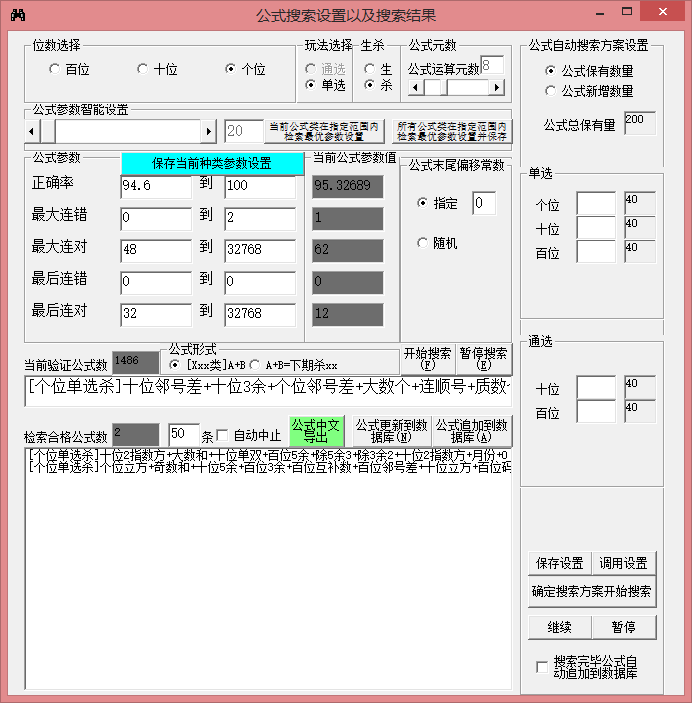 公式搜索设置以及搜索结果
位数选择
百位
十位
个位
玩法选择
通选
单选
生杀
生
杀
公式元数
公式运算元数
8
公式参数智能设置
20
当前公式类在指定范围内
检索最优参数设置
所有公式类在指定范围内
检索最优参数设置并保存
公式参数
保存当前种类参数设置
当前公式参数值
正确率
94.6
到
100
95.32689
最大连错
0
到
2
1
最大连对
48
到
32768
62
最后连错
0
到
0
0
最后连对
32
到
32768
12
公式末尾偏移常数
指定
0
随机
当前验证公式数
1486
公式形式
[Xxx类]A+B
A+B=下期杀xx
开始搜索
(F)
暂停搜索
(E)
[个位单选杀]十位邻号差+十位3余+个位邻号差+大数个+连顺号+质数
检索合格公式数
2
50
条
自动中止
公式中文
导出
公式更新到数
据库(N)
公式追加到数
据库(A)
[个位单选杀]十位2指数方+大数和+十位单双+百位5余+除5余3+除3余2+十位2指数方+月份+0
[个位单选杀]个位立方+奇数和+十位5余+百位3余+百位互补数+百位邻号差+十位立方+百位码
公式自动搜索方案设置
公式保有数量
公式新增数量
公式总保有量
200
单选
个位
40
十位
40
百位
40
通选
十位
40
百位
40
保存设置
调用设置
确定搜索方案开始搜索
继续
暂停
搜索完毕公式自
动追加到数据库